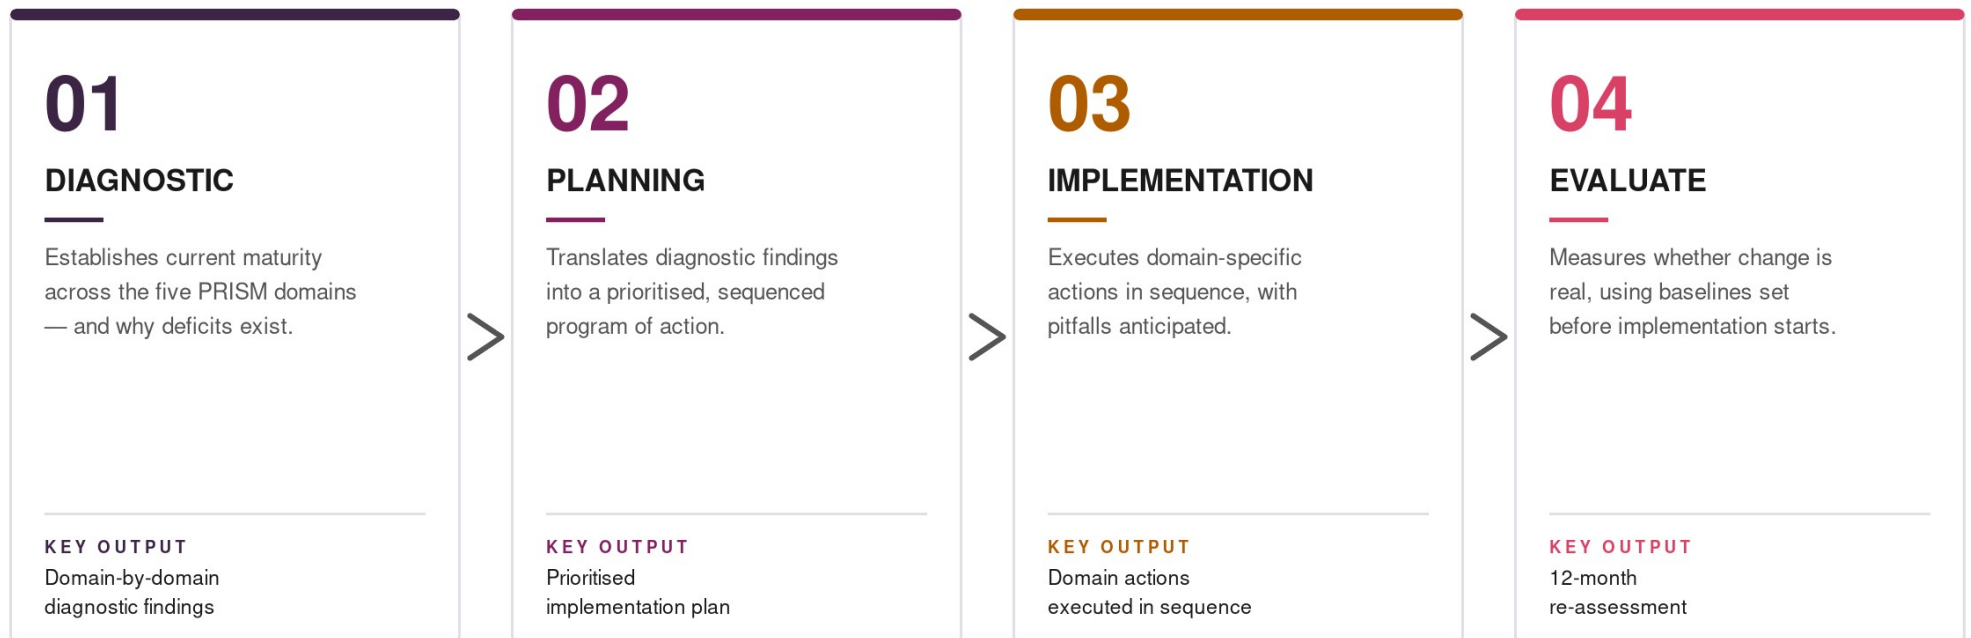 01
DIAGNOSTIC
Establishes current maturity
across the five PRISM domains
— and why deficits exist.
KEY OUTPUT
Domain-by-domain
diagnostic findings
02
PLANNING
Translates diagnostic findings
into a prioritised, sequenced
program of action.
KEY OUTPUT
Prioritised
implementation plan
03
IMPLEMENTATION
Executes domain-specific
actions in sequence, with
pitfalls anticipated.
KEY OUTPUT
Domain actions
executed in sequence
04
EVALUATE
Measures whether change is
real, using baselines set
before implementation starts.
KEY OUTPUT
12-month
re-assessment